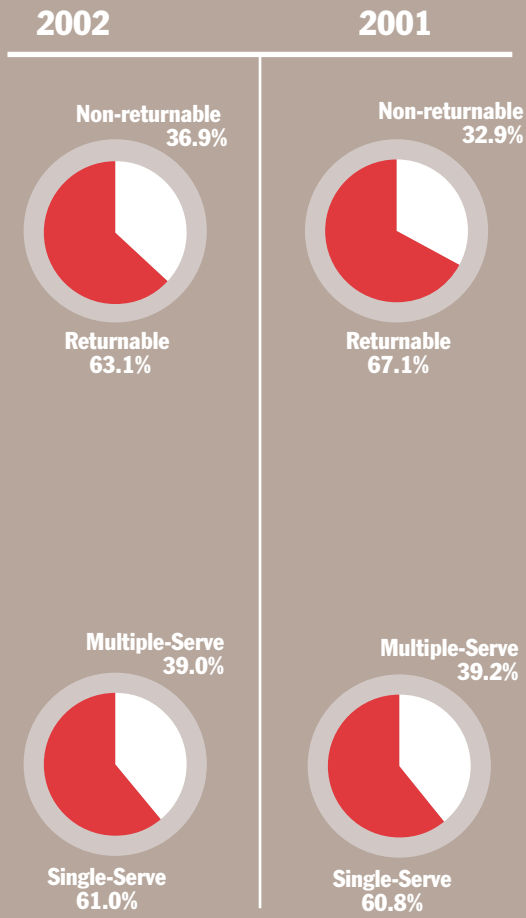 2002
2001
Non-returnable
36.9%
Non-returnable
32.9%
Returnable
63.1%
Returnable
67.1%
Multiple-Serve
39.0%
Multiple-Serve
39.2%
Single-Serve
61.0%
Single-Serve
60.8%